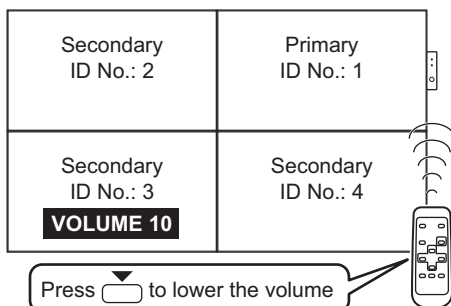 Secondary
ID No.: 2
Primary
ID No.: 1
Secondary
ID No.: 3
VOLUME 10
Secondary
ID No.: 4
Press to lower the volume